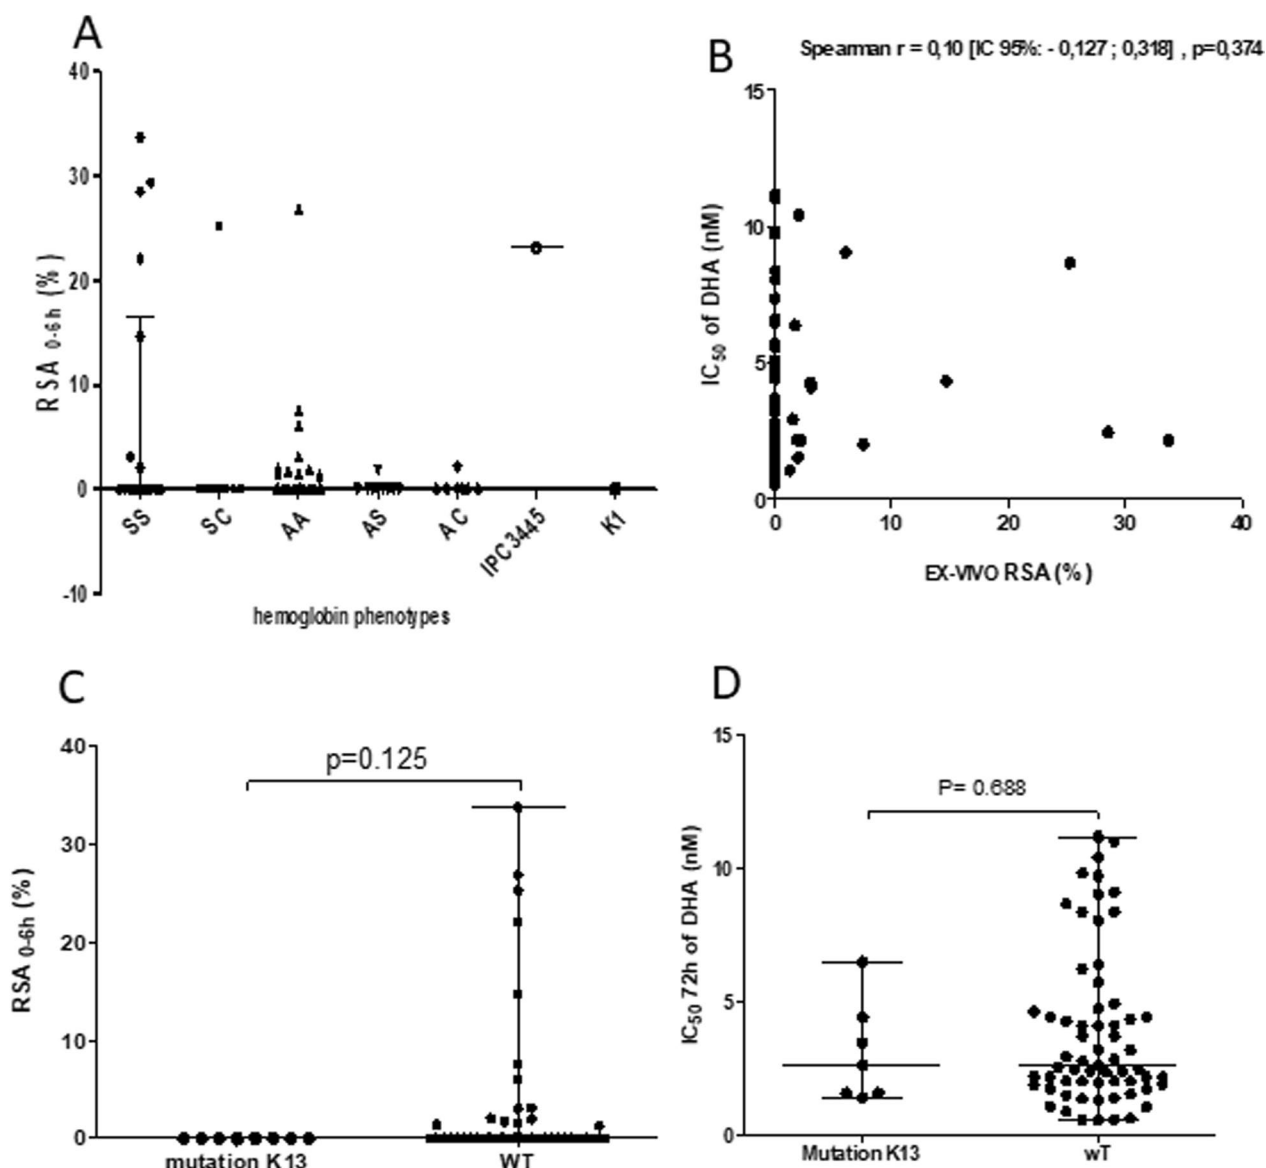 A
40
30
20
10
0
-10
RSA 0-6h (%)
SS
SC
AA
AS
AC
IPC3445
K1
hemoglobin phenotypes
B
Spearman r = 0,10 [IC 95%: - 0,127 ; 0,318] , p=0,374
15
10
5
0
IC50 of DHA (nM)
0 10 20 30 40
EX-VIVO RSA (%)
C
40
30
20
10
0
RSA 0-6h (%)
p=0.125
mutation K13
WT
D
15
10
5
0
IC50 72h of DHA (nM)
P= 0.688
Mutation K13
wT